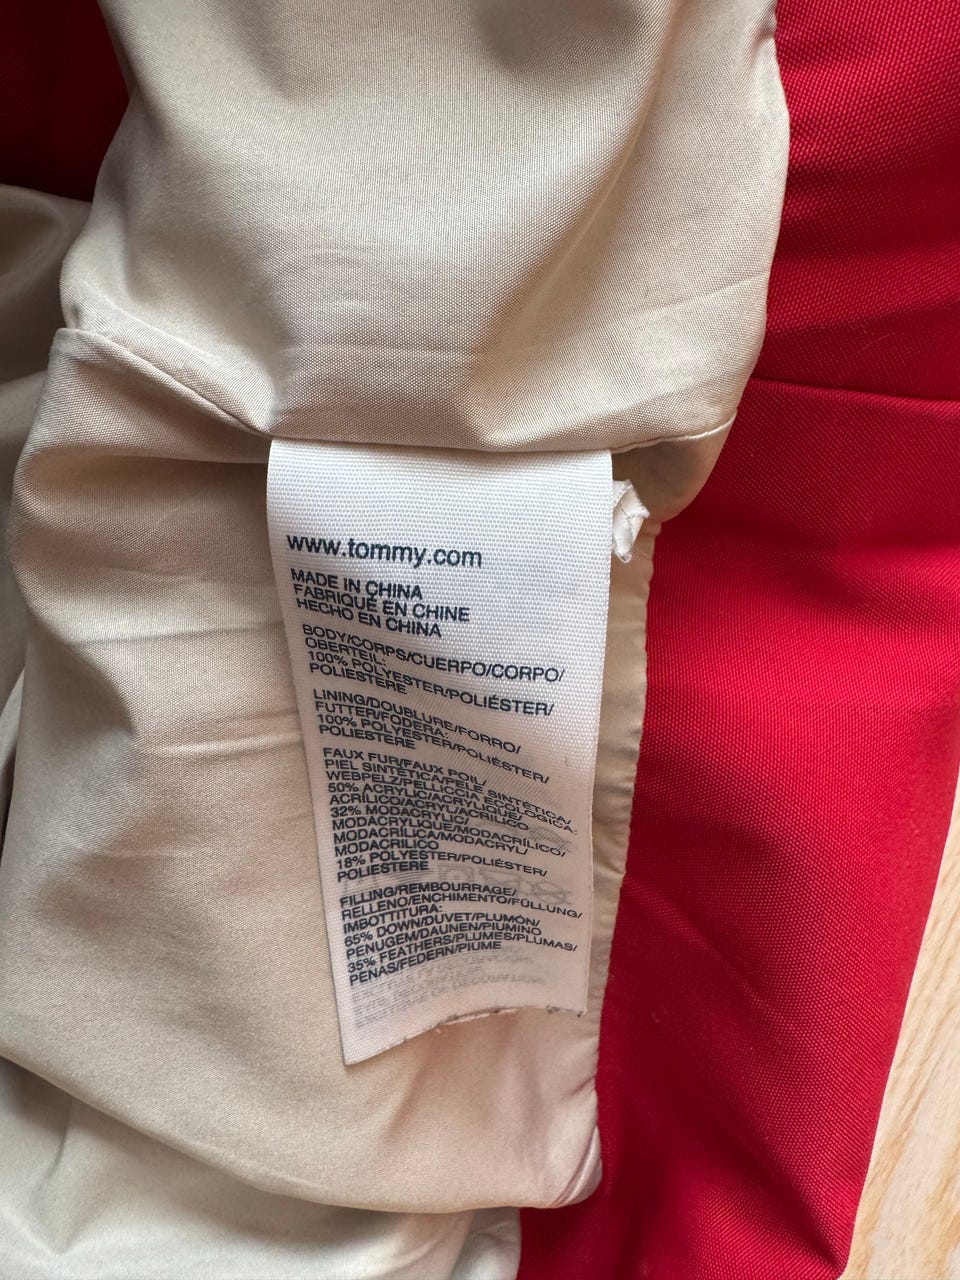 www.tommy.com
MADE IN CHINA
FABRIQUÉ EN CHINE
HECHO EN CHINA
BODY/CORPS/CUERPO/CORPO/
OBERTEIL:
100% POLYESTER/POLIÉSTER/
POLIESTERE
LINING/DOUBLURE/FORRO/
FUTTER/FODERA:
100% POLYESTER/POLIÉSTER/
POLIESTERE
FAUX FUR/FAUX POIL/
PIEL SINTÉTICA/PELE SINTÉTICA/
WEBPELZ/PELLICCIA ECOLOGICA:
50% ACRYLIC/ACRYLIQUE/
ACRÍLICO/ACRYL/ACRILICO
32% MODACRYLIC/
MODACRYLIQUE/MODACRÍLICO/
MODACRÍLICA/MODACRYL/
MODACRILICO
18% POLYESTER/POLIÉSTER/
POLIESTERE
FILLING/REMBOURRAGE/
RELLENO/ENCHIMENTO/FÜLLUNG/
IMBOTTITURA:
65% DOWN/DUVET/PLUMÓN/
PENUGEM/DAUNEN/PIUMINO
35% FEATHERS/PLUMES/PLUMAS/
PENAS/FEDERN/PIUME